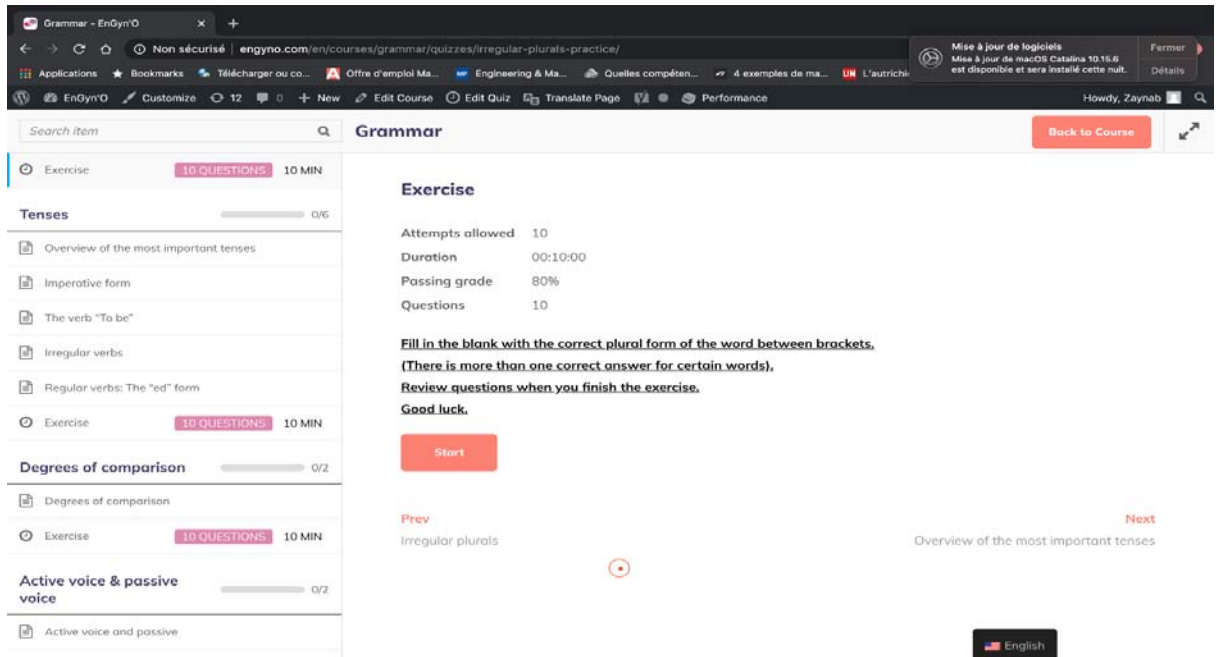 Grammar - EnGyn'O
Non sécurisé | engyno.com/en/courses/grammar/quizzes/irregular-plurals-practice/
Mise à jour de logiciels
Mise à jour de macOS Catalina 10.15.6
est disponible et sera installé cette nuit.
Fermer
Détails
Applications Bookmarks Télécharger ou co... Offre d'emploi Ma... Engineering & Ma... Quelles compéten... 4 exemples de ma... L'autrichi
EnGyn'O Customize 12 0 + New Edit Course Edit Quiz Translate Page Performance Howdy, Zaynab
Search item
Grammar
Back to Course
Exercise 10 QUESTIONS 10 MIN
Tenses 0/6
Overview of the most important tenses
Imperative form
The verb "To be"
Irregular verbs
Regular verbs: The "ed" form
Exercise 10 QUESTIONS 10 MIN
Degrees of comparison 0/2
Degrees of comparison
Exercise 10 QUESTIONS 10 MIN
Active voice & passive
voice 0/2
Active voice and passive
Exercise
Attempts allowed 10
Duration 00:10:00
Passing grade 80%
Questions 10
Fill in the blank with the correct plural form of the word between brackets.
(There is more than one correct answer for certain words).
Review questions when you finish the exercise.
Good luck.
Start
Prev
Irregular plurals
Next
Overview of the most important tenses
English